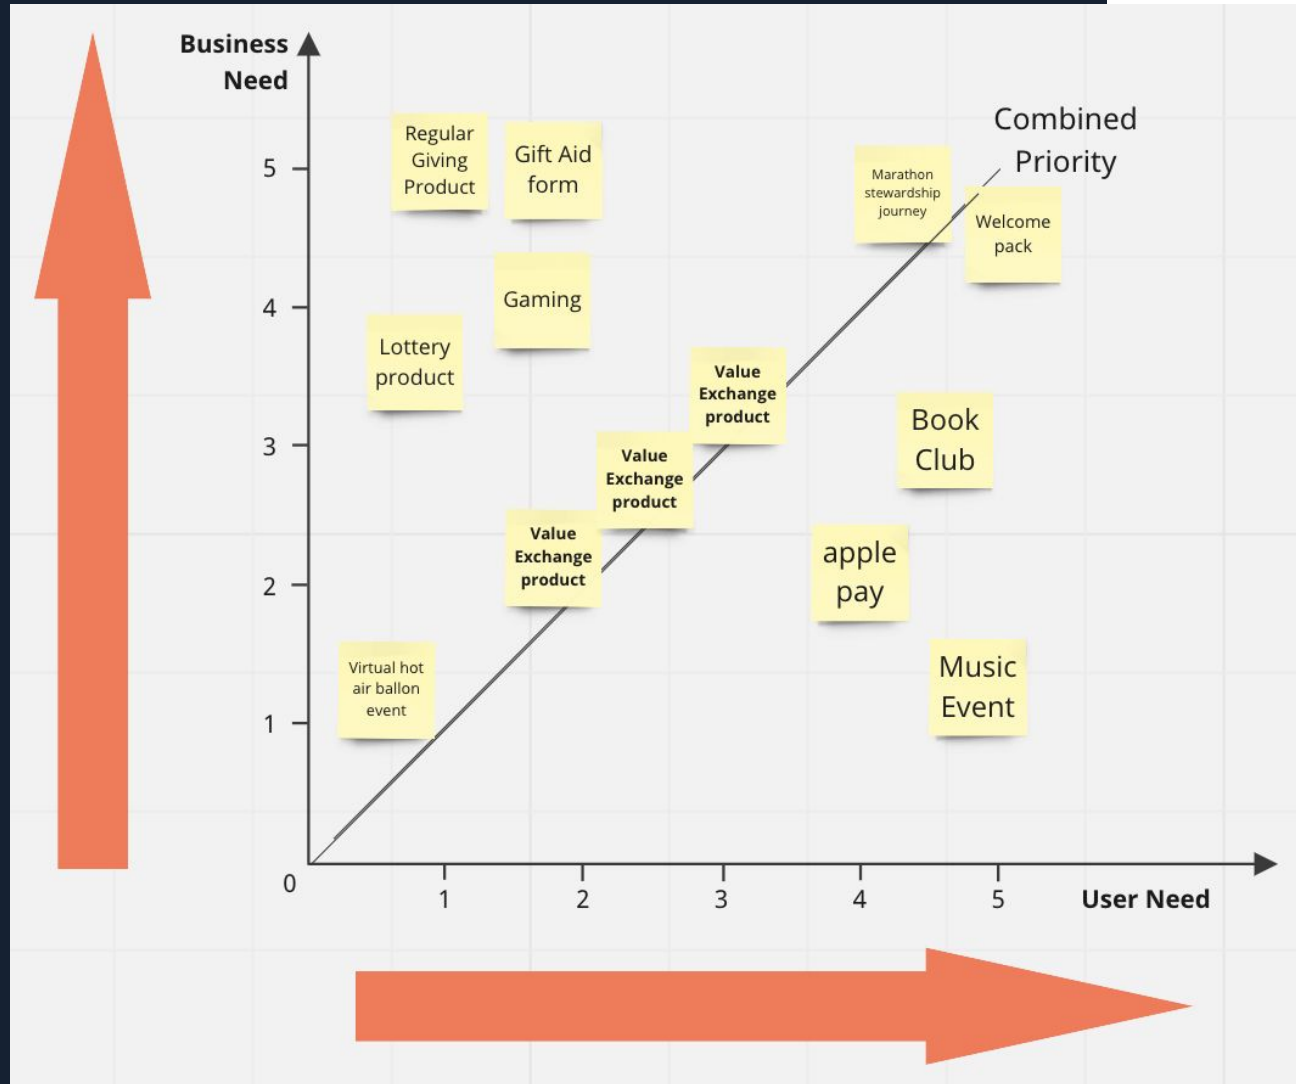 Business
Need
Combined
Priority
5
Regular
Giving
Product
Gift Aid
form
Marathon
stewardship
journey
Welcome
pack
4
Gaming
Lottery
product
Value
Exchange
product
3
Book
Club
Value
Exchange
product
Value
Exchange
product
apple
pay
2
Virtual hot
air ballon
event
Music
Event
1
0
1
2
3
4
5
User Need